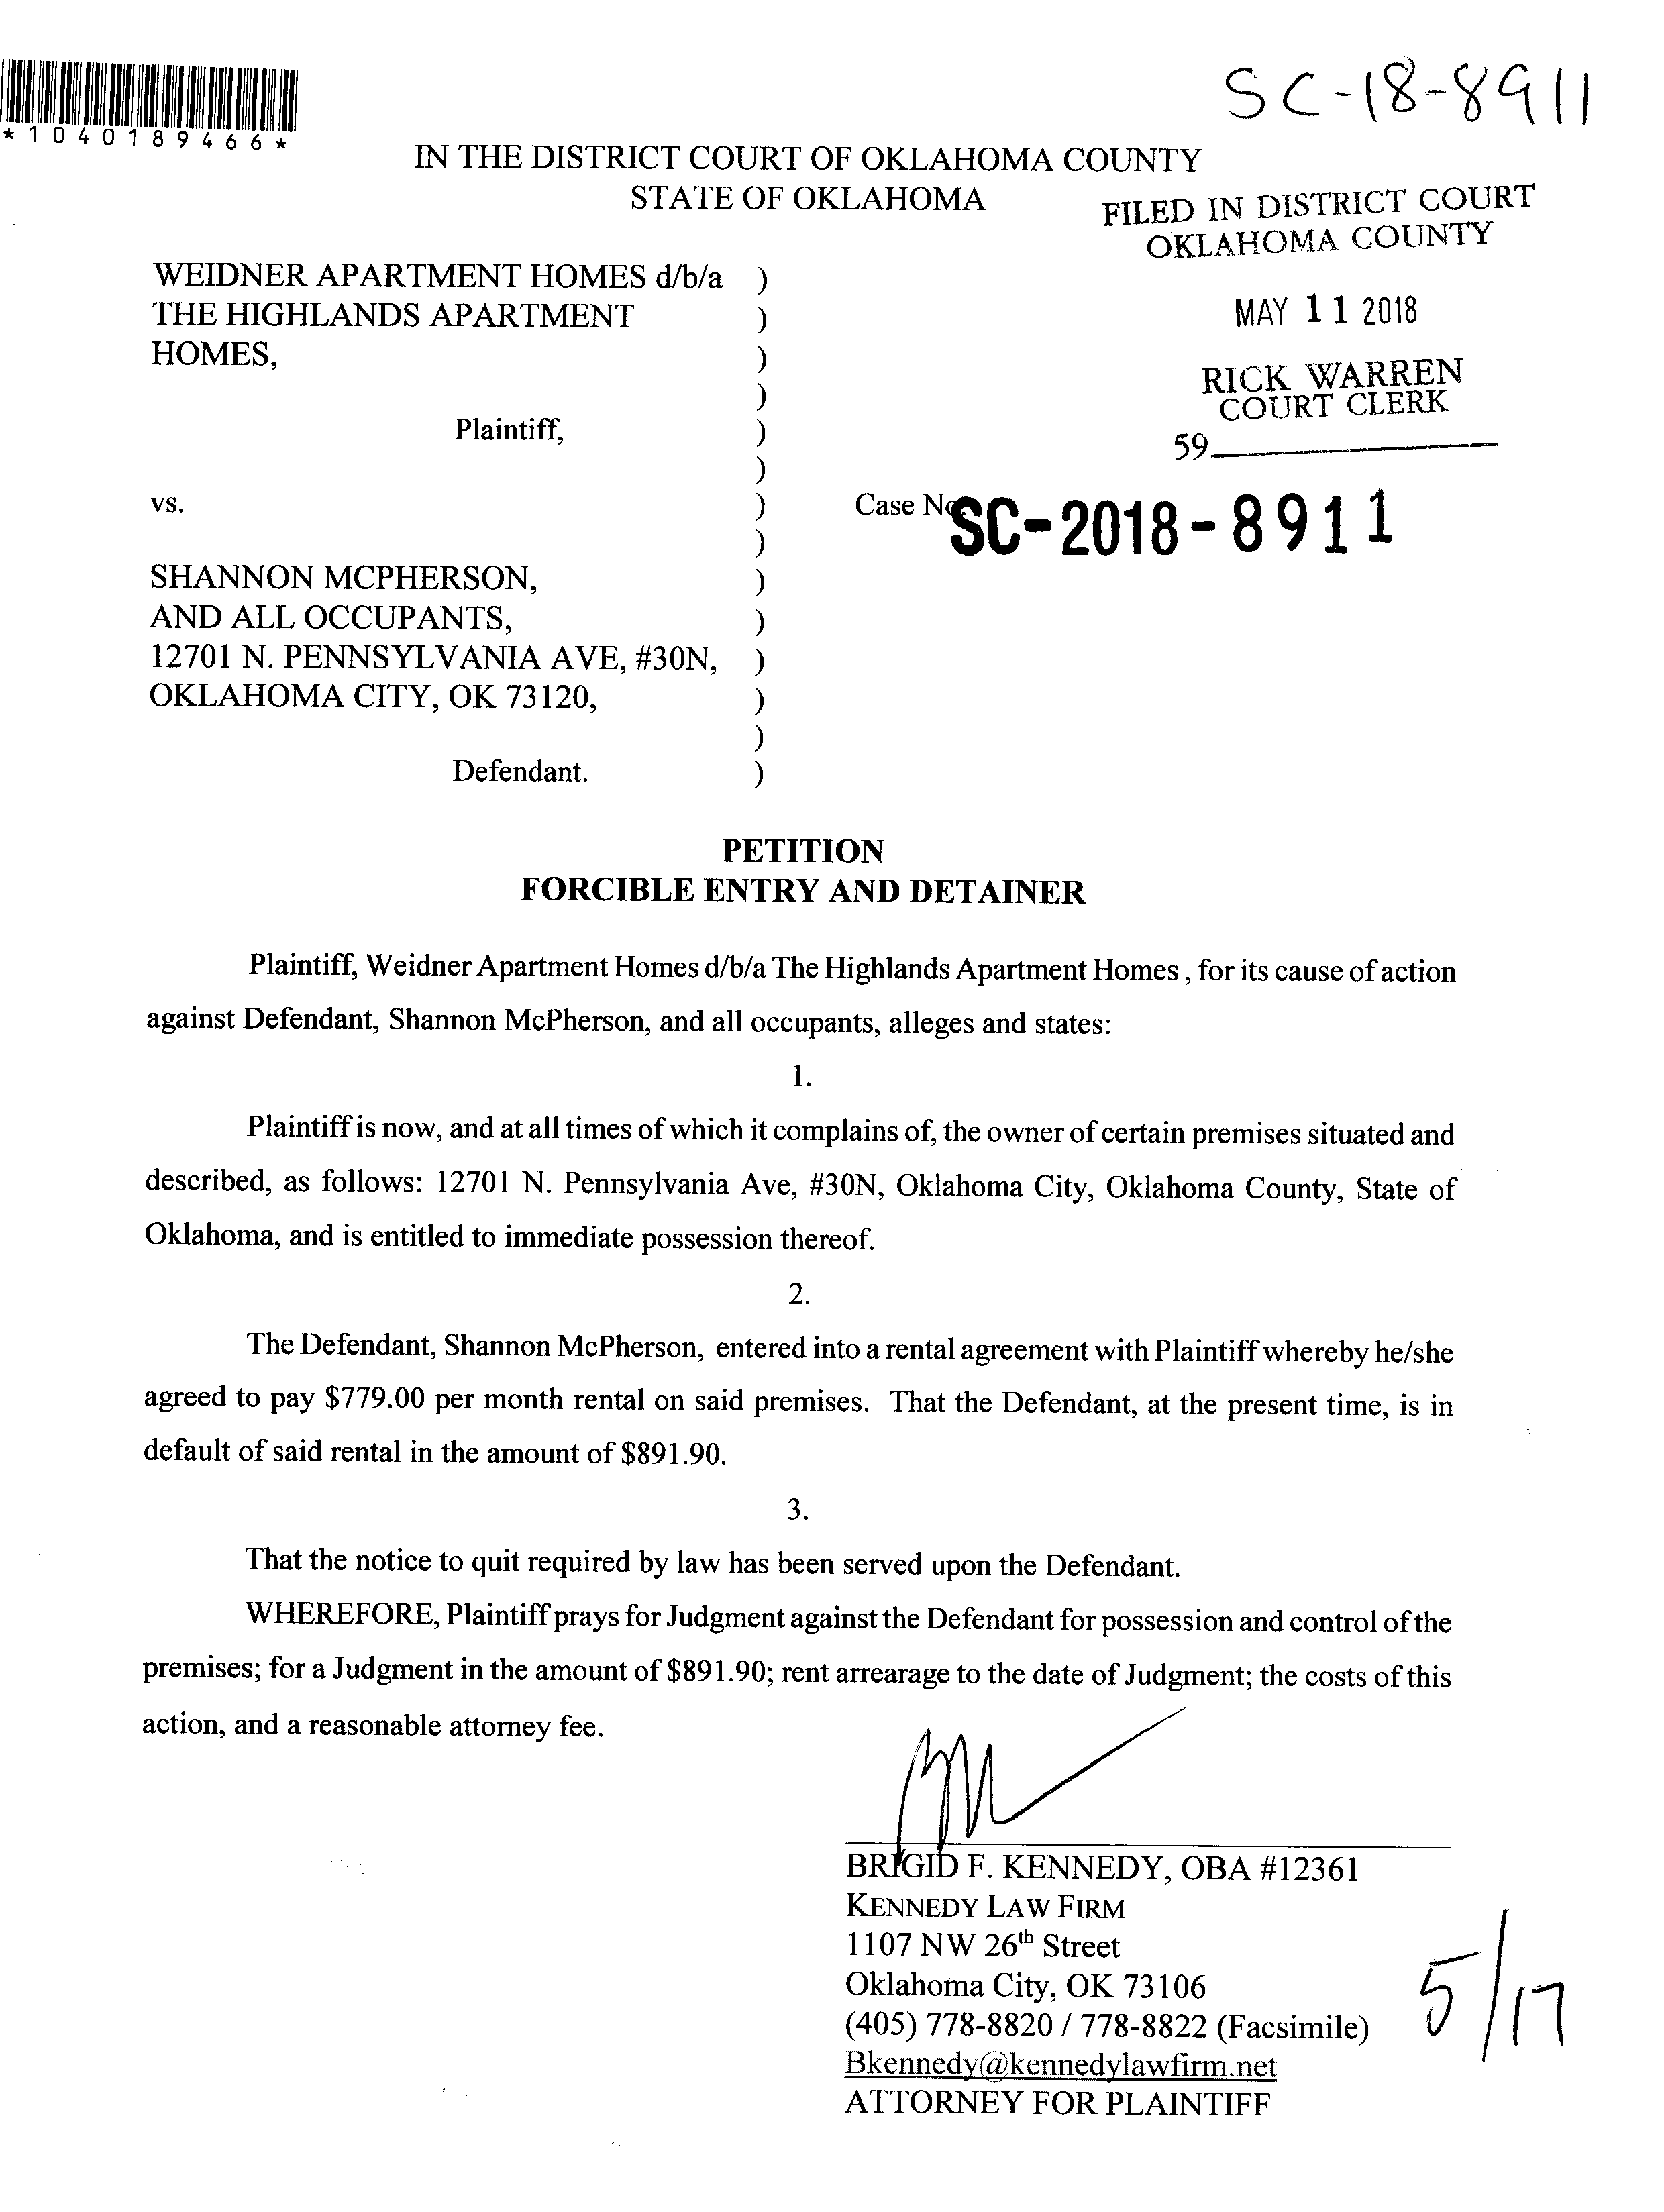 SC-18-8911
*1040189466*
IN THE DISTRICT COURT OF OKLAHOMA COUNTY
STATE OF OKLAHOMA
FILED IN DISTRICT COURT
OKLAHOMA COUNTY
MAY 11 2018
RICK WARREN
COURT CLERK
59
WEIDNER APARTMENT HOMES d/b/a )
THE HIGHLANDS APARTMENT )
HOMES, )
)
Plaintiff, )
)
vs. ) Case No. SC-2018-8911
)
SHANNON MCPHERSON, )
AND ALL OCCUPANTS, )
12701 N. PENNSYLVANIA AVE, #30N, )
OKLAHOMA CITY, OK 73120, )
)
Defendant. )
PETITION
FORCIBLE ENTRY AND DETAINER
Plaintiff, Weidner Apartment Homes d/b/a The Highlands Apartment Homes , for its cause of action
against Defendant, Shannon McPherson, and all occupants, alleges and states:
1.
Plaintiff is now, and at all times of which it complains of, the owner of certain premises situated and
described, as follows: 12701 N. Pennsylvania Ave, #30N, Oklahoma City, Oklahoma County, State of
Oklahoma, and is entitled to immediate possession thereof.
2.
The Defendant, Shannon McPherson, entered into a rental agreement with Plaintiff whereby he/she
agreed to pay $779.00 per month rental on said premises. That the Defendant, at the present time, is in
default of said rental in the amount of $891.90.
3.
That the notice to quit required by law has been served upon the Defendant.
WHEREFORE, Plaintiff prays for Judgment against the Defendant for possession and control of the
premises; for a Judgment in the amount of $891.90; rent arrearage to the date of Judgment; the costs of this
action, and a reasonable attorney fee.
BRIGID F. KENNEDY, OBA #12361
KENNEDY LAW FIRM
1107 NW 26th Street
Oklahoma City, OK 73106
(405) 778-8820 / 778-8822 (Facsimile)
Bkennedy@kennedylawfirm.net
ATTORNEY FOR PLAINTIFF
5/17